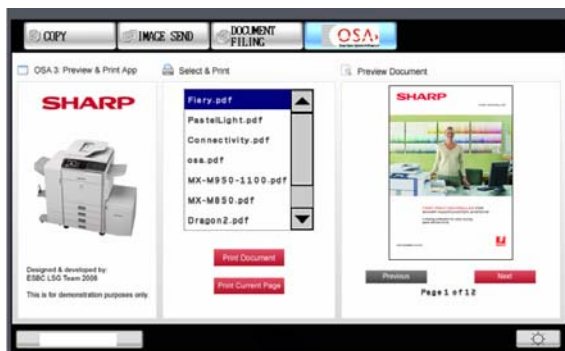 COPY
IMAGE SEND
DOCUMENT
FILING
OSA
OSA 3: Preview & Print App
Select & Print
Preview Document
SHARP
Designed & developed by:
ESBC LSG Team 2008
This is for demonstration purposes only.
Fiery.pdf
PastelLight.pdf
Connectivity.pdf
osa.pdf
MX-M950-1100.pdf
MX-M850.pdf
Dragon2.pdf
Print Document
Print Current Page
SHARP
Previous
Next
Page 1 of 12